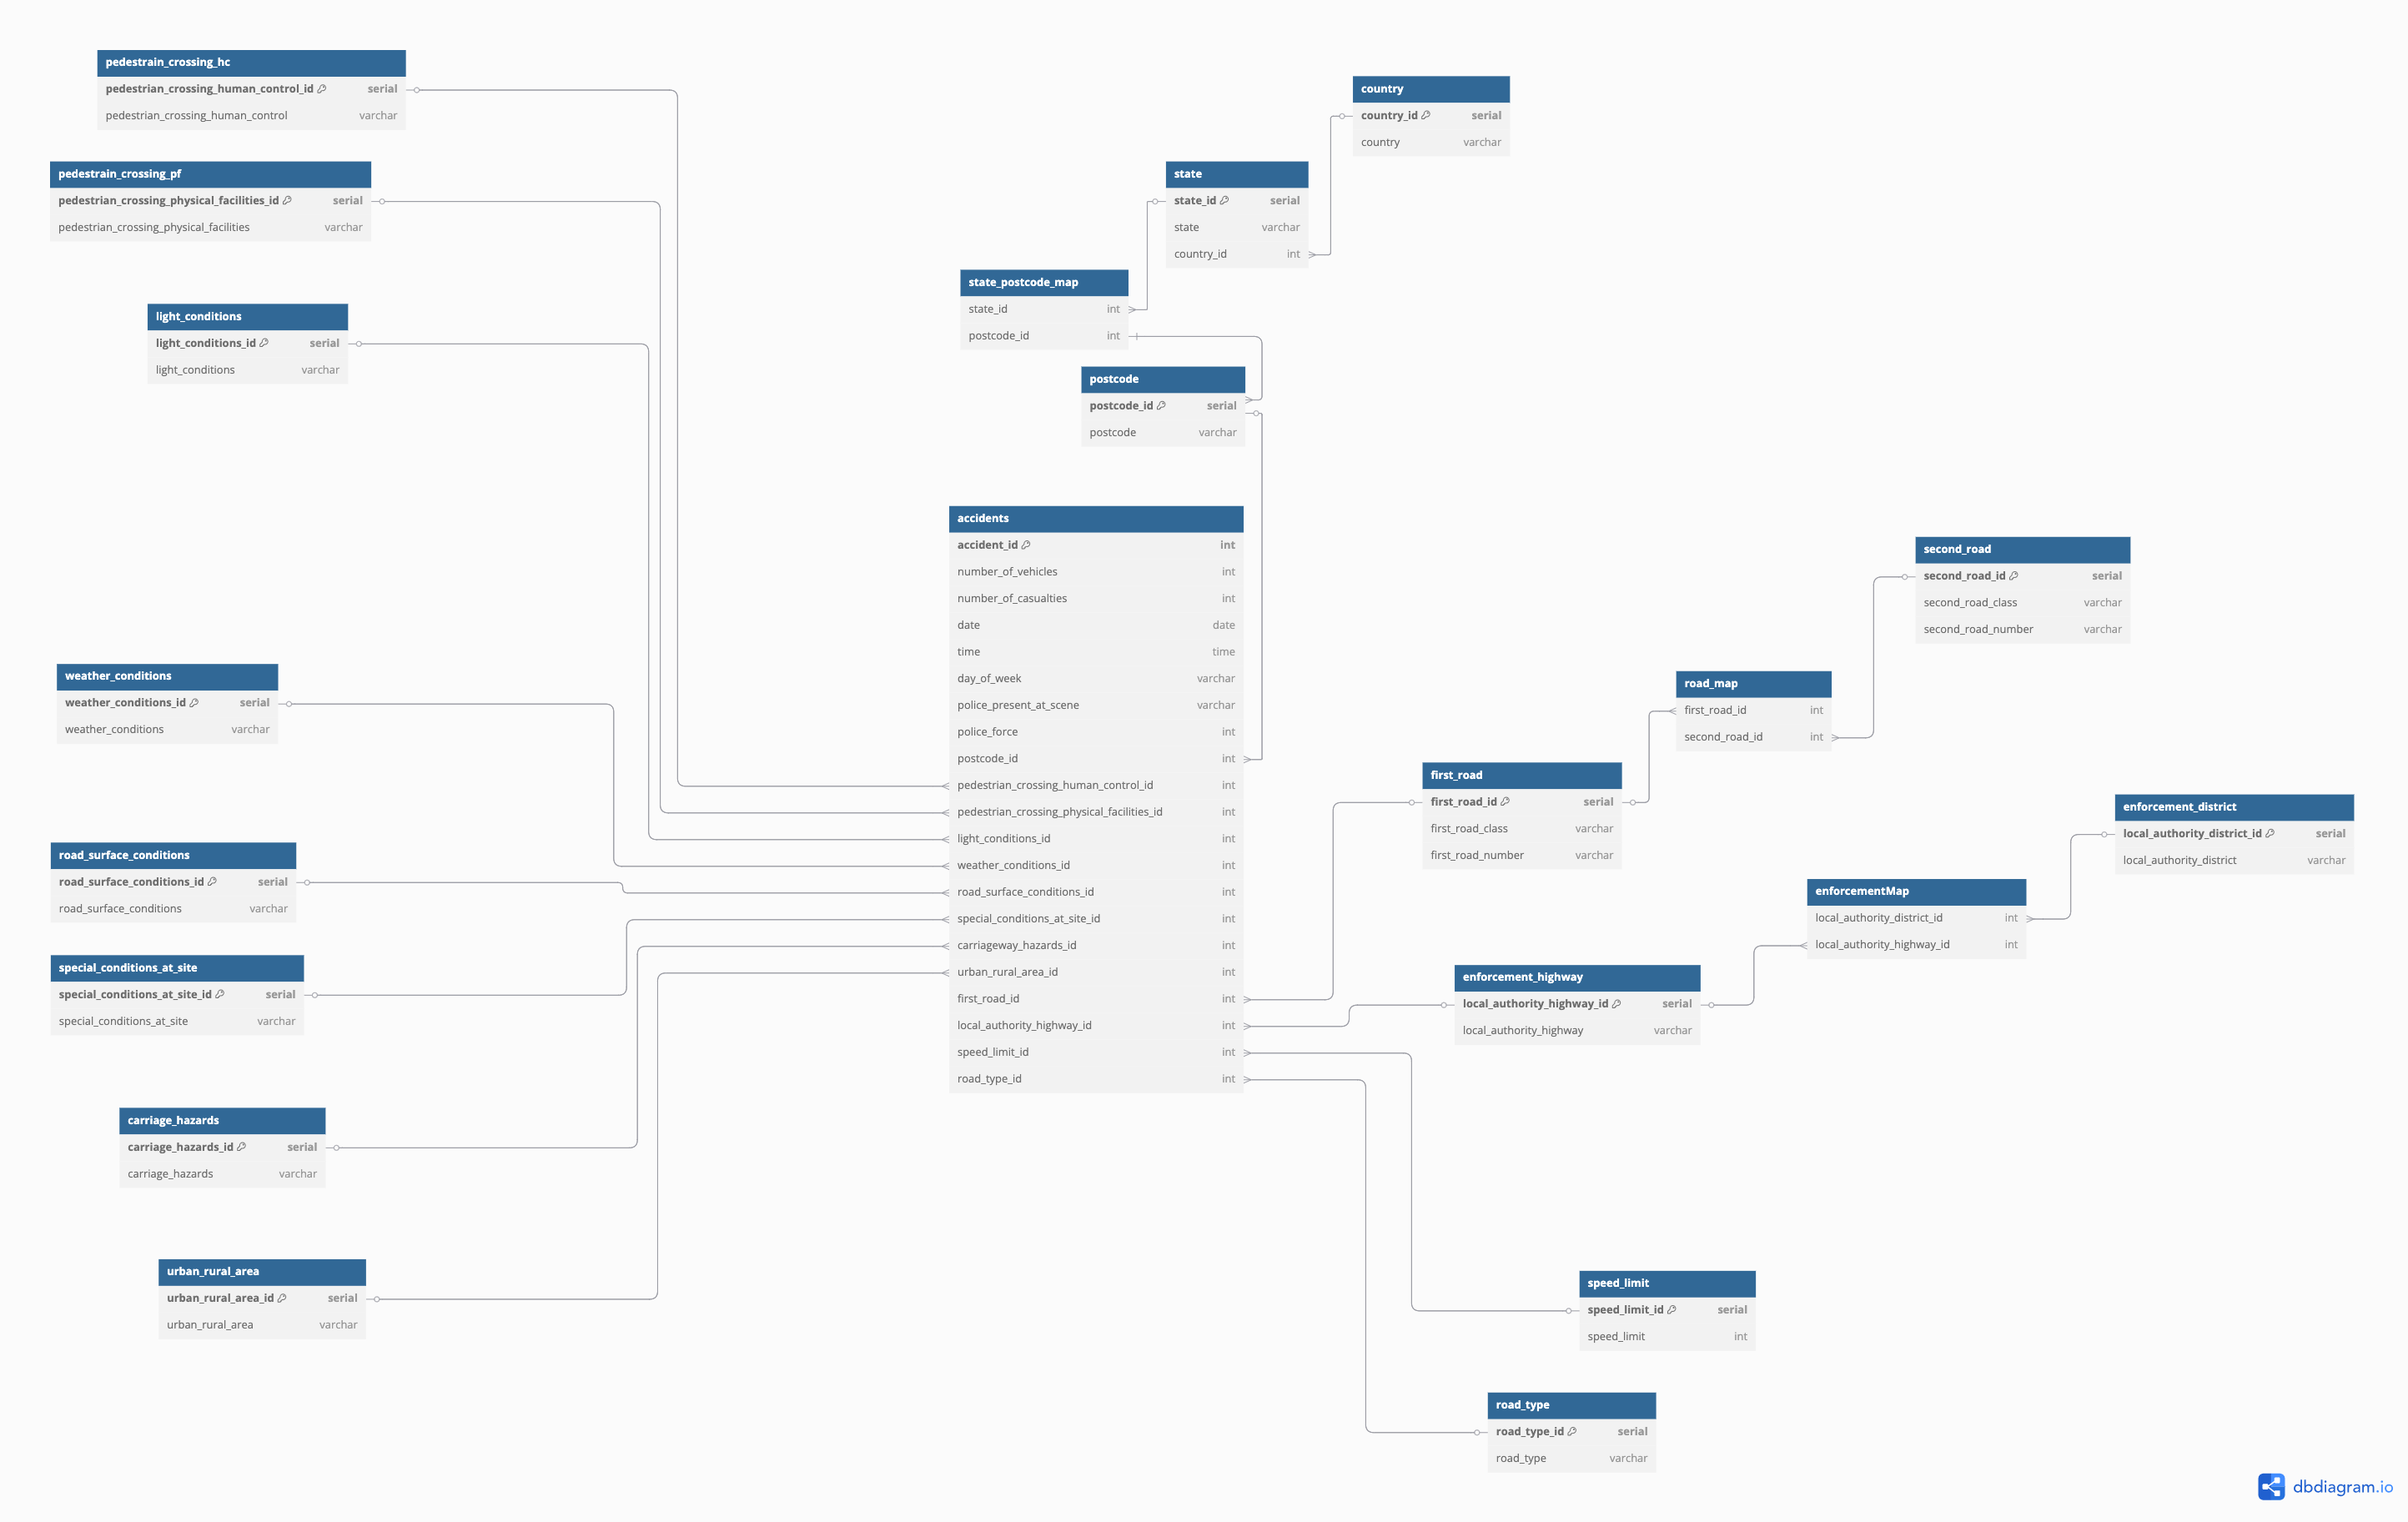 pedestrain_crossing_hc
pedestrian_crossing_human_control_id serial
pedestrian_crossing_human_control varchar
pedestrain_crossing_pf
pedestrian_crossing_physical_facilities_id serial
pedestrian_crossing_physical_facilities varchar
light_conditions
light_conditions_id serial
light_conditions varchar
weather_conditions
weather_conditions_id serial
weather_conditions varchar
road_surface_conditions
road_surface_conditions_id serial
road_surface_conditions varchar
special_conditions_at_site
special_conditions_at_site_id serial
special_conditions_at_site varchar
carriage_hazards
carriage_hazards_id serial
carriage_hazards varchar
urban_rural_area
urban_rural_area_id serial
urban_rural_area varchar
country
country_id serial
country varchar
state
state_id serial
state varchar
country_id int
state_postcode_map
state_id int
postcode_id int
postcode
postcode_id serial
postcode varchar
accidents
accident_id int
number_of_vehicles int
number_of_casualties int
date date
time time
day_of_week varchar
police_present_at_scene varchar
police_force int
postcode_id int
pedestrian_crossing_human_control_id int
pedestrian_crossing_physical_facilities_id int
light_conditions_id int
weather_conditions_id int
road_surface_conditions_id int
special_conditions_at_site_id int
carriageway_hazards_id int
urban_rural_area_id int
first_road_id int
local_authority_highway_id int
speed_limit_id int
road_type_id int
second_road
second_road_id serial
second_road_class varchar
second_road_number varchar
road_map
first_road_id int
second_road_id int
first_road
first_road_id serial
first_road_class varchar
first_road_number varchar
enforcement_district
local_authority_district_id serial
local_authority_district varchar
enforcementMap
local_authority_district_id int
local_authority_highway_id int
enforcement_highway
local_authority_highway_id serial
local_authority_highway varchar
speed_limit
speed_limit_id serial
speed_limit int
road_type
road_type_id serial
road_type varchar
dbdiagram.io